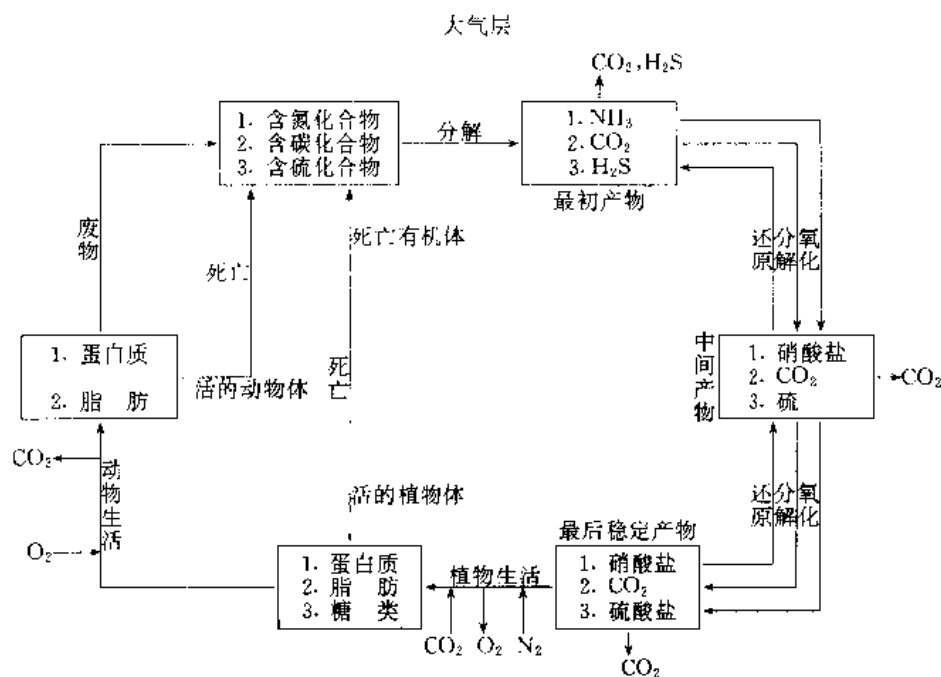 大气层
CO₂,H₂S
1. 含氮化合物
2. 含碳化合物
3. 含硫化合物
分解
1. NH₃
2. CO₂
3. H₂S
最初产物
废物
死亡
死亡有机体
还原
分解
氧化
1. 蛋白质
2. 脂 肪
活的动物体
死亡
中间产物
1. 硝酸盐
2. CO₂
3. 硫
CO₂
CO₂
动物生活
O₂
活的植物体
1. 蛋白质
2. 脂 肪
3. 糖 类
植物生活
CO₂ O₂ N₂
最后稳定产物
1. 硝酸盐
2. CO₂
3. 硫酸盐
还原
分解
氧化
CO₂